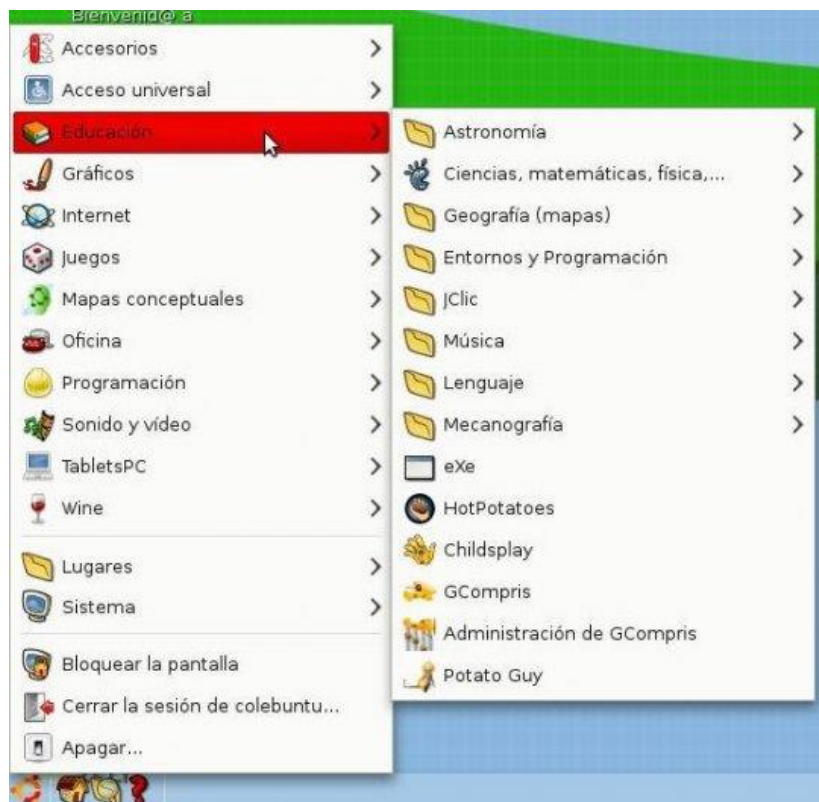 Bienvenid@ a
Accesorios
Acceso universal
Educación
Gráficos
Internet
Juegos
Mapas conceptuales
Oficina
Programación
Sonido y vídeo
TabletsPC
Wine
Lugares
Sistema
Bloquear la pantalla
Cerrar la sesión de colebuntu...
Apagar...
Astronomía
Ciencias, matemáticas, física,...
Geografía (mapas)
Entornos y Programación
JClic
Música
Lenguaje
Mecanografía
eXe
HotPotatoes
Childsplay
GCompris
Administración de GCompris
Potato Guy